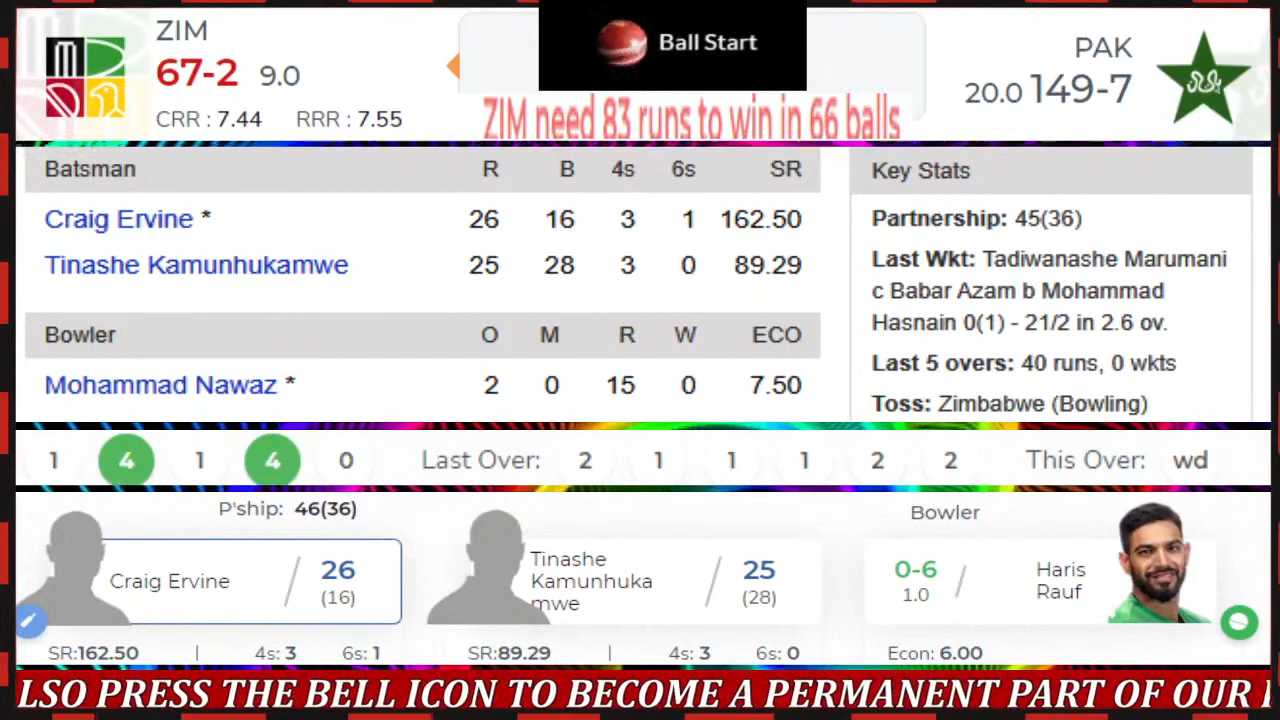 ZIM
67-2 9.0
CRR : 7.44 RRR : 7.55
Ball Start
ZIM need 83 runs to win in 66 balls
PAK
20.0 149-7
Batsman R B 4s 6s SR
Craig Ervine * 26 16 3 1 162.50
Tinashe Kamunhukamwe 25 28 3 0 89.29
Bowler O M R W ECO
Mohammad Nawaz * 2 0 15 0 7.50
Key Stats
Partnership: 45(36)
Last Wkt: Tadiwanashe Marumani
c Babar Azam b Mohammad
Hasnain 0(1) - 21/2 in 2.6 ov.
Last 5 overs: 40 runs, 0 wkts
Toss: Zimbabwe (Bowling)
1 4 1 4 0 Last Over: 2 1 1 1 2 2 This Over: wd
P'ship: 46(36)
Craig Ervine 26
(16)
SR:162.50 | 4s: 3 6s: 1
Tinashe
Kamunhuka
mwe
25
(28)
SR:89.29 | 4s: 3 6s: 0
Bowler
0-6
1.0
Haris
Rauf
Econ: 6.00
LSO PRESS THE BELL ICON TO BECOME A PERMANENT PART OF OUR